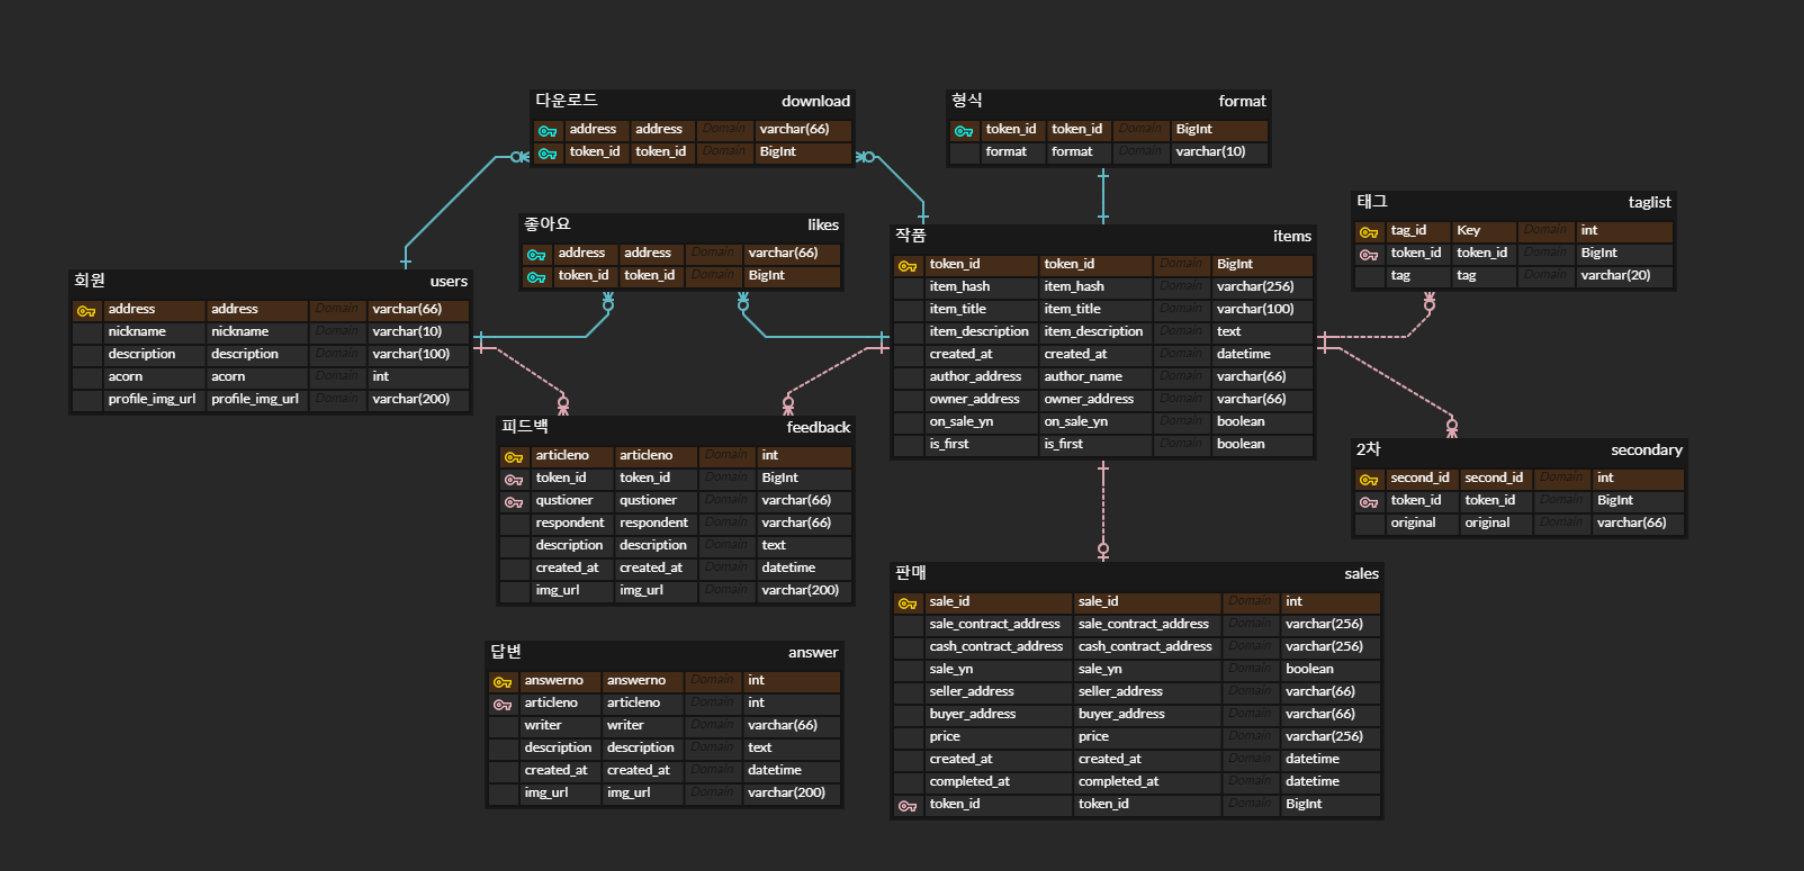 다운로드 download
address address Domain varchar(66)
token_id token_id Domain BigInt
형식 format
token_id token_id Domain BigInt
format format Domain varchar(10)
태그 taglist
tag_id Key Domain int
token_id token_id Domain BigInt
tag tag Domain varchar(20)
좋아요 likes
address address Domain varchar(66)
token_id token_id Domain BigInt
작품 items
token_id token_id Domain BigInt
item_hash item_hash Domain varchar(256)
item_title item_title Domain varchar(100)
item_description item_description Domain text
created_at created_at Domain datetime
author_address author_name Domain varchar(66)
owner_address owner_address Domain varchar(66)
on_sale_yn on_sale_yn Domain boolean
is_first is_first Domain boolean
회원 users
address address Domain varchar(66)
nickname nickname Domain varchar(10)
description description Domain varchar(100)
acorn acorn Domain int
profile_img_url profile_img_url Domain varchar(200)
피드백 feedback
articleno articleno Domain int
token_id token_id Domain BigInt
qustioner qustioner Domain varchar(66)
respondent respondent Domain varchar(66)
description description Domain text
created_at created_at Domain datetime
img_url img_url Domain varchar(200)
2차 secondary
second_id second_id Domain int
token_id token_id Domain BigInt
original original Domain varchar(66)
판매 sales
sale_id sale_id Domain int
sale_contract_address sale_contract_address Domain varchar(256)
cash_contract_address cash_contract_address Domain varchar(256)
sale_yn sale_yn Domain boolean
seller_address seller_address Domain varchar(66)
buyer_address buyer_address Domain varchar(66)
price price Domain varchar(256)
created_at created_at Domain datetime
completed_at completed_at Domain datetime
token_id token_id Domain BigInt
답변 answer
answerno answerno Domain int
articleno articleno Domain int
writer writer Domain varchar(66)
description description Domain text
created_at created_at Domain datetime
img_url img_url Domain varchar(200)